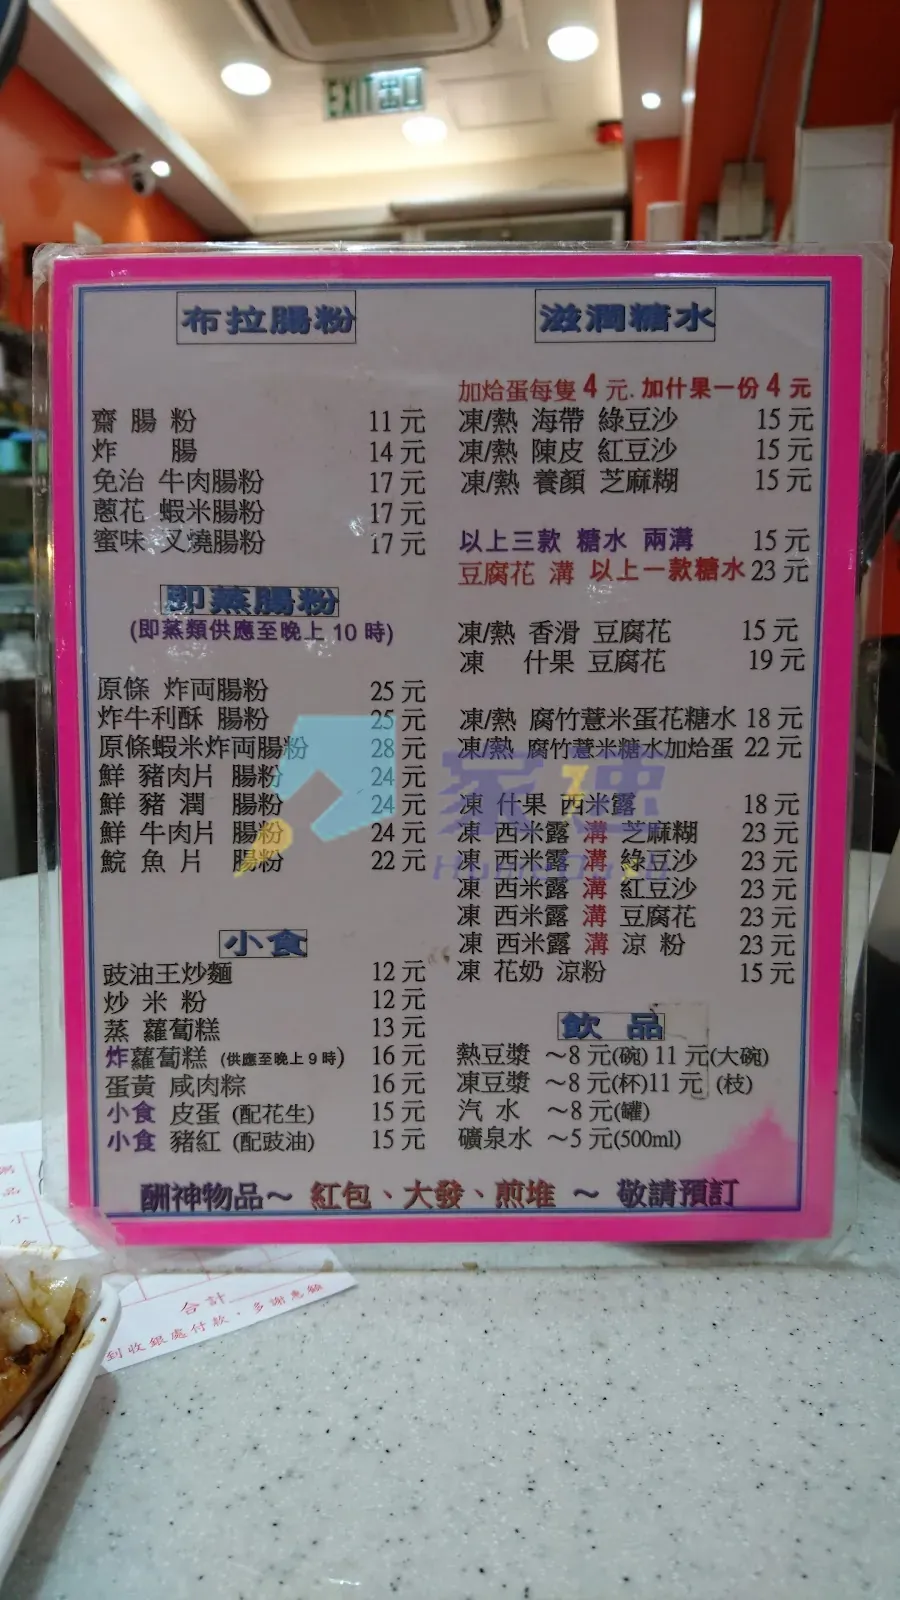 EXIT 出口
布拉腸粉
齋 腸 粉 11 元
炸 腸 14 元
免治 牛肉腸粉 17 元
蔥花 蝦米腸粉 17 元
蜜味 叉燒腸粉 17 元
即蒸腸粉
(即蒸類供應至晚上 10 時)
原條 炸両腸粉 25 元
炸牛利酥 腸粉 25 元
原條蝦米炸両腸粉 28 元
鮮 豬肉片 腸粉 24 元
鮮 豬 潤 腸粉 24 元
鮮 牛肉片 腸粉 24 元
鯇 魚 片 腸粉 22 元
小食
豉油王炒麵 12 元
炒 米 粉 12 元
蒸 蘿蔔糕 13 元
炸蘿蔔糕 (供應至晚上 9 時) 16 元
蛋黃 咸肉粽 16 元
小食 皮蛋 (配花生) 15 元
小食 豬紅 (配豉油) 15 元
滋潤糖水
加烚蛋每隻 4 元. 加什果一份 4 元
凍/熱 海帶 綠豆沙 15 元
凍/熱 陳皮 紅豆沙 15 元
凍/熱 養顏 芝麻糊 15 元
以上三款 糖水 兩溝 15 元
豆腐花 溝 以上一款糖水 23 元
凍/熱 香滑 豆腐花 15 元
凍 什果 豆腐花 19 元
凍/熱 腐竹薏米蛋花糖水 18 元
凍/熱 腐竹薏米糖水加烚蛋 22 元
凍 什果 西米露 18 元
凍 西米露 溝 芝麻糊 23 元
凍 西米露 溝 綠豆沙 23 元
凍 西米露 溝 紅豆沙 23 元
凍 西米露 溝 豆腐花 23 元
凍 西米露 溝 涼 粉 23 元
凍 花奶 涼粉 15 元
飲 品
熱豆漿 ～8 元(碗) 11 元(大碗)
凍豆漿 ～8 元(杯)11 元 (枝)
汽 水 ～8 元(罐)
礦泉水 ～5 元(500ml)
酬神物品～ 紅包、大發、煎堆 ～ 敬請預訂
品
小
合計
到收銀處付款，多謝惠顧